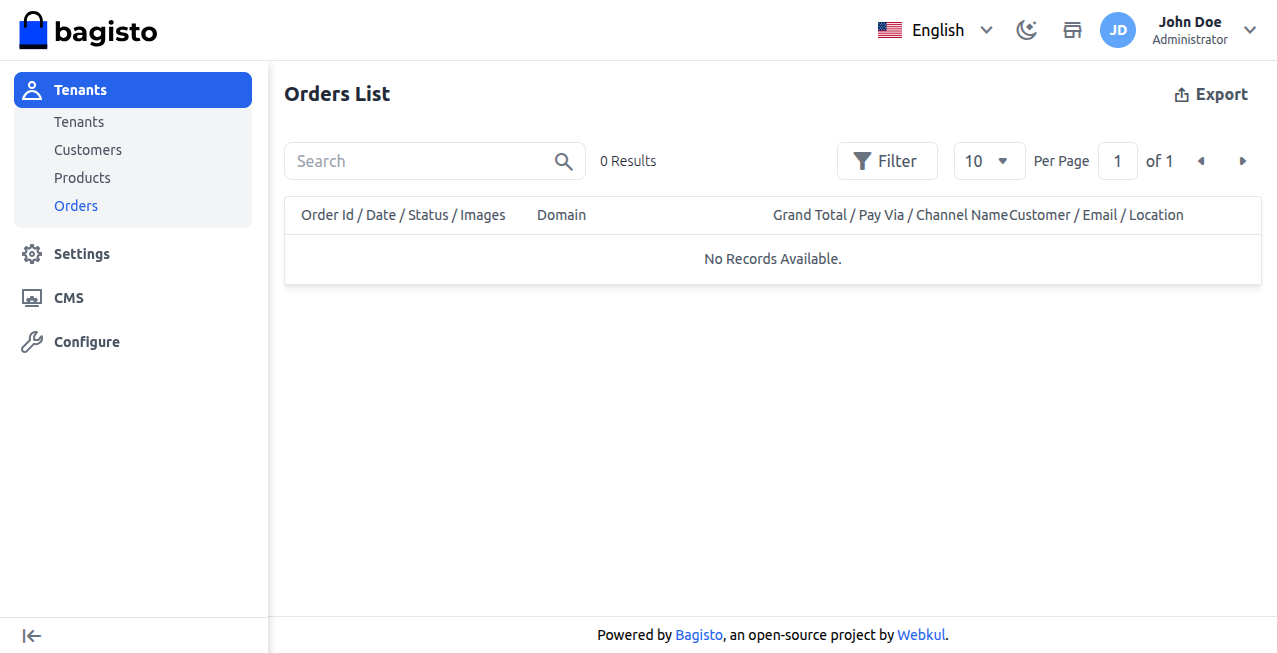 bagisto
English
JD
John Doe
Administrator
Tenants
Tenants
Customers
Products
Orders
Settings
CMS
Configure
Orders List
Export
Search
0 Results
Filter
10
Per Page
1
of 1
Order Id / Date / Status / Images
Domain
Grand Total / Pay Via / Channel Name
Customer / Email / Location
No Records Available.
Powered by Bagisto, an open-source project by Webkul.